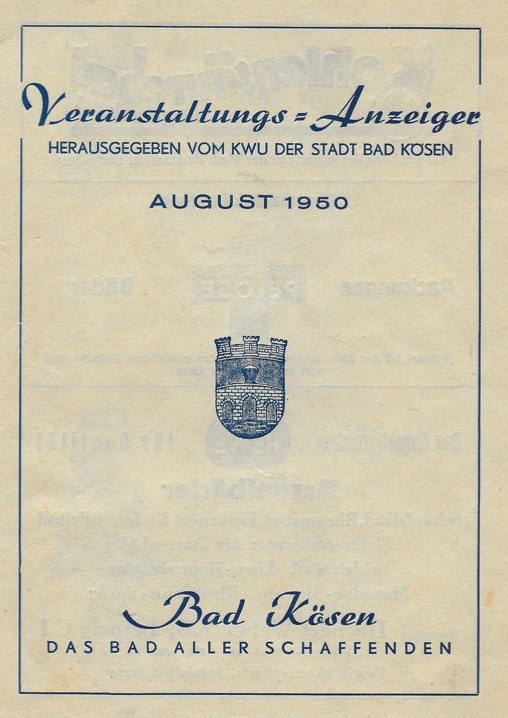 Veranstaltungs=Anzeiger
HERAUSGEGEBEN VOM KWU DER STADT BAD KÖSEN
AUGUST 1950
Bad Kösen
DAS BAD ALLER SCHAFFENDEN